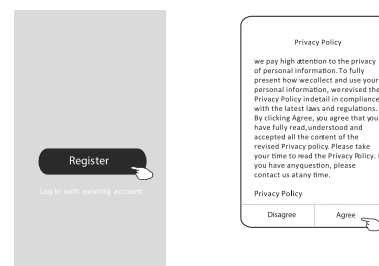 Register
Log in with existing account
Privacy Policy
we pay high attention to the privacy
of personal information. To fully
present how wecollect and use your
personal information, werevised the
Privacy Policy indetail in compliance
with the latest laws and regulations.
By clicking Agree, you agree that you
have fully read,understood and
accepted all the content of the
revised Privacy policy. Please take
your time to read the Privacy Policy.
you have anyquestion, please
contact us atany time.
Privacy Policy
Disagree
Agree